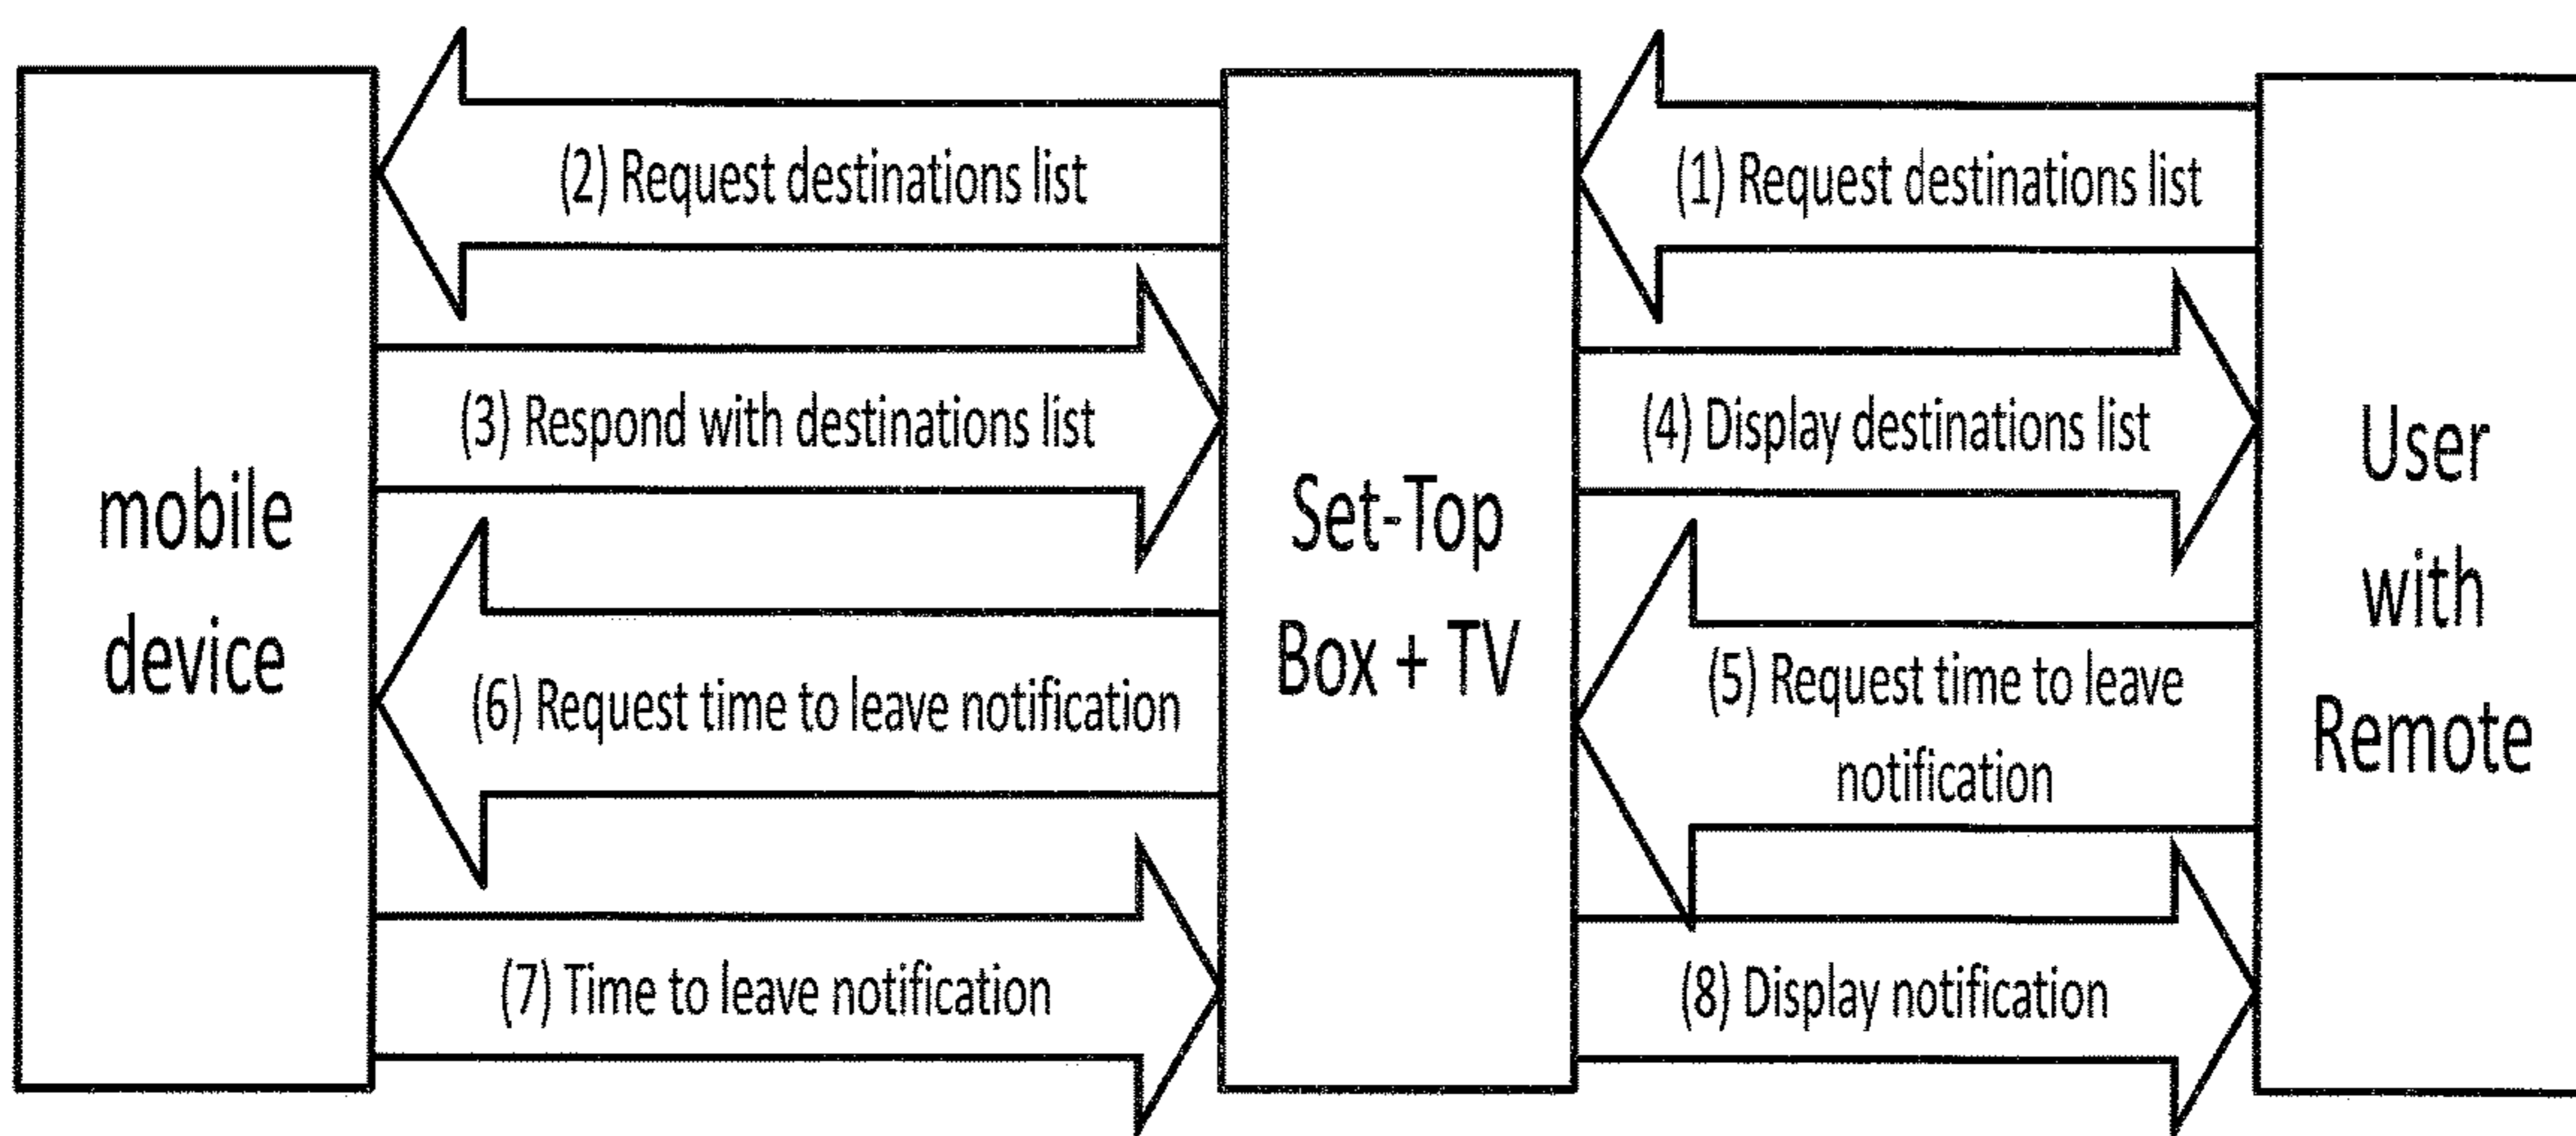 mobile
device
(2) Request destinations list
(3) Respond with destinations list
(6) Request time to leave notification
(7) Time to leave notification
Set-Top
Box + TV
(1) Request destinations list
(4) Display destinations list
(5) Request time to leave
notification
(8) Display notification
User
with
Remote